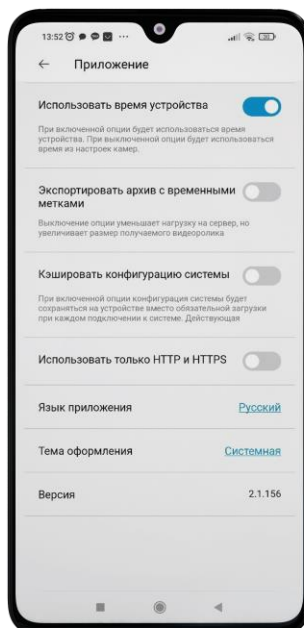 13:52
Приложение
Использовать время устройства
При включенной опции будет использоваться время
устройства. При выключенной опции будет использоваться
время из настроек камер.
Экспортировать архив с временными
метками
Выключение опции уменьшает нагрузку на сервер, но
увеличивает размер получаемого видеоролика
Кэшировать конфигурацию системы
При включенной опции конфигурация системы будет
сохраняться на устройстве вместо обязательной загрузки
при каждом подключении к системе. Действующая
Использовать только HTTP и HTTPS
Язык приложения Русский
Тема оформления Системная
Версия 2.1.156